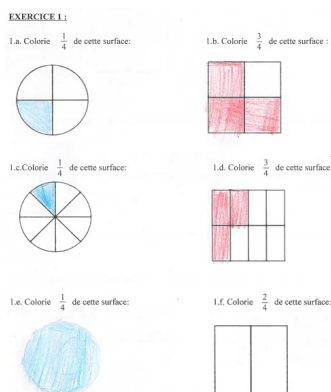 EXERCICE 1 :
1.a. Colorie 1/4 de cette surface:
1.b. Colorie 3/4 de cette surface :
1.c.Colorie 1/4 de cette surface:
1.d. Colorie 3/4 de cette surface
1.e. Colorie 1/4 de cette surface:
1.f. Colorie 2/4 de cette surface: